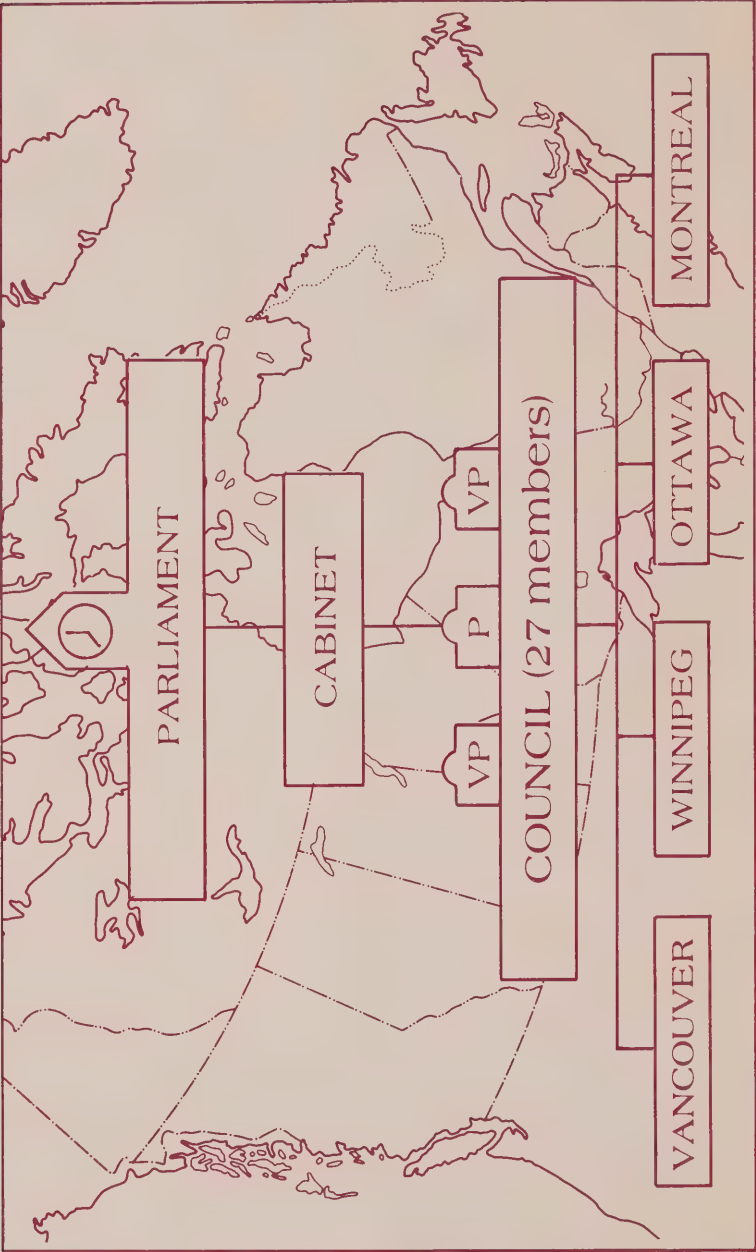 PARLIAMENT
CABINET
VP
P
VP
COUNCIL (27 members)
VANCOUVER
WINNIPEG
OTTAWA
MONTREAL